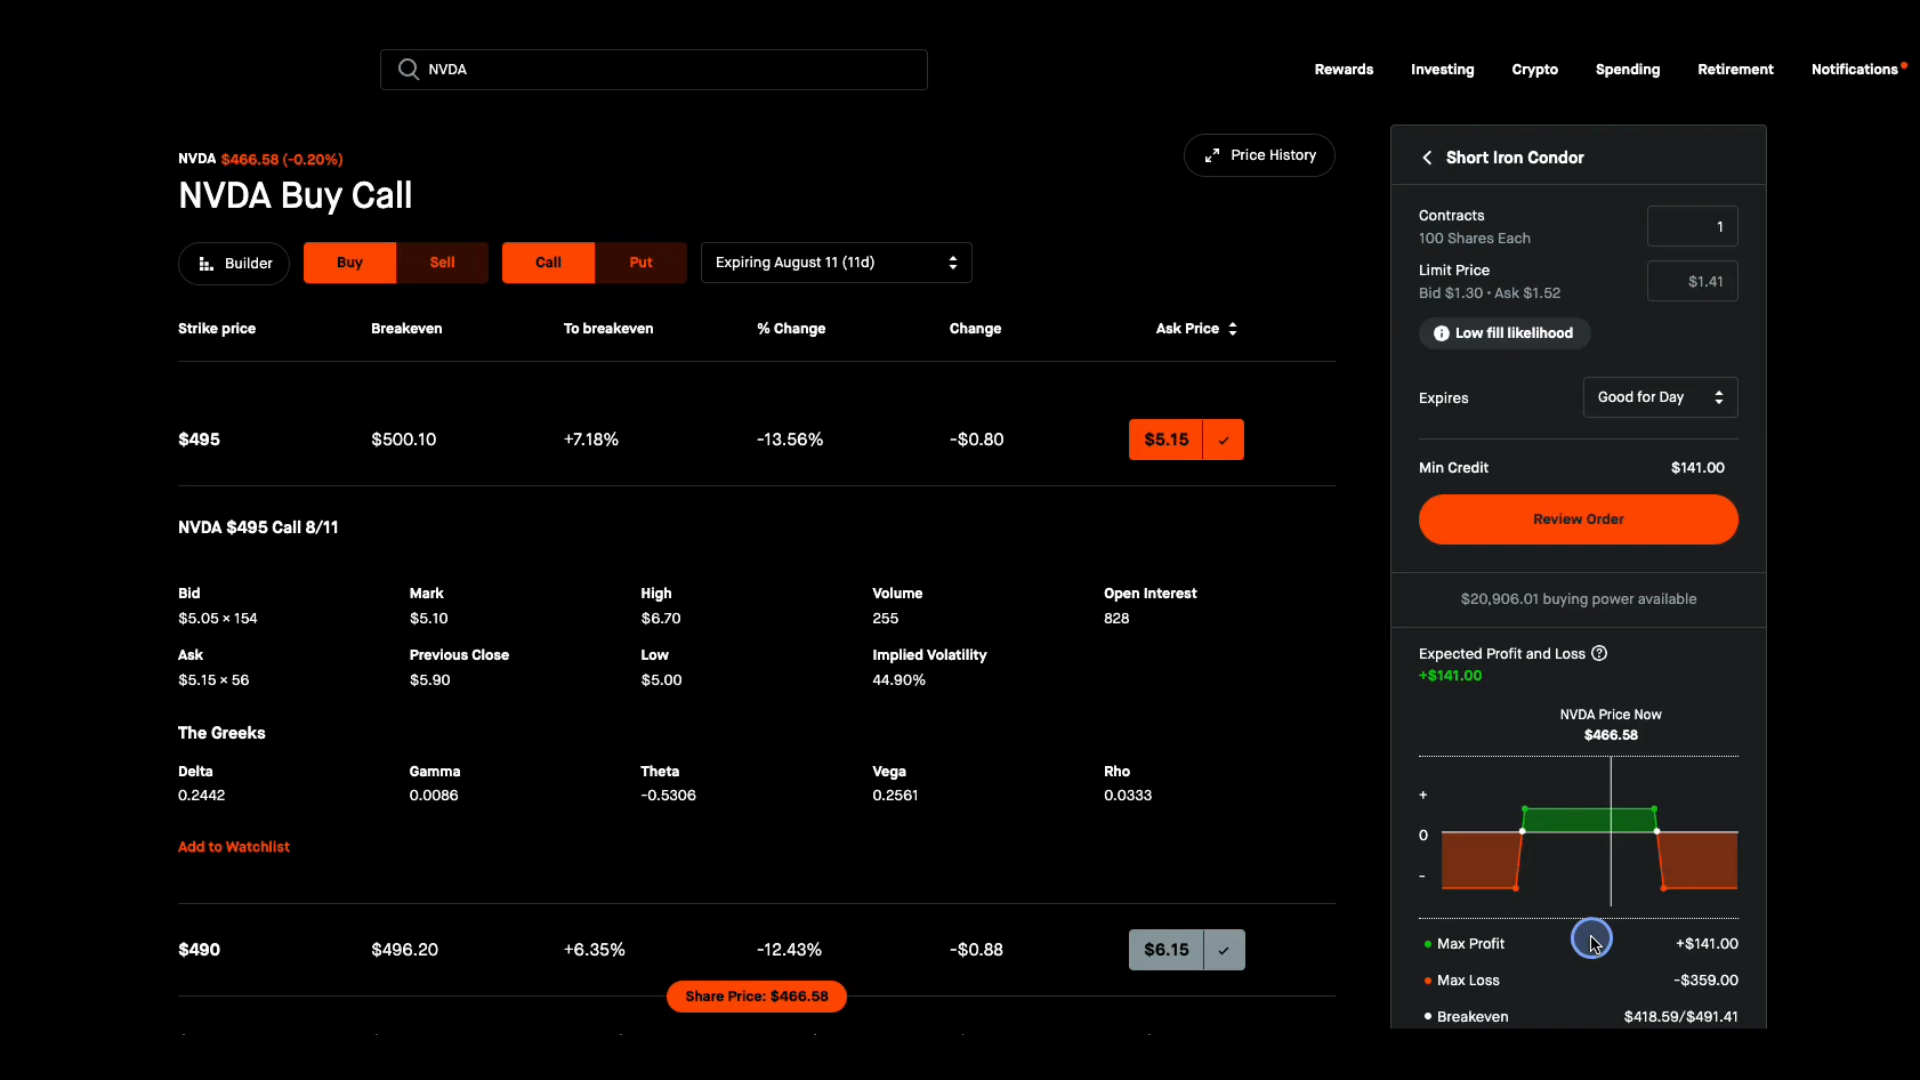 NVDA
Rewards
Investing
Crypto
Spending
Retirement
Notifications
NVDA $466.58 (-0.20%)
NVDA Buy Call
Price History
Builder
Buy
Sell
Call
Put
Expiring August 11 (11d)
Strike price
Breakeven
To breakeven
% Change
Change
Ask Price
$495
$500.10
+7.18%
-13.56%
-$0.80
$5.15
NVDA $495 Call 8/11
Bid
Mark
High
Volume
Open Interest
$5.05 × 154
$5.10
$6.70
255
828
Ask
Previous Close
Low
Implied Volatility
$5.15 × 56
$5.90
$5.00
44.90%
The Greeks
Delta
Gamma
Theta
Vega
Rho
0.2442
0.0086
-0.5306
0.2561
0.0333
Add to Watchlist
$490
$496.20
+6.35%
-12.43%
-$0.88
$6.15
Share Price: $466.58
Short Iron Condor
Contracts
100 Shares Each
1
Limit Price
Bid $1.30 • Ask $1.52
$1.41
Low fill likelihood
Expires
Good for Day
Min Credit
$141.00
Review Order
$20,906.01 buying power available
Expected Profit and Loss
+$141.00
NVDA Price Now
$466.58
+
0
-
Max Profit
+$141.00
Max Loss
-$359.00
Breakeven
$418.59/$491.41